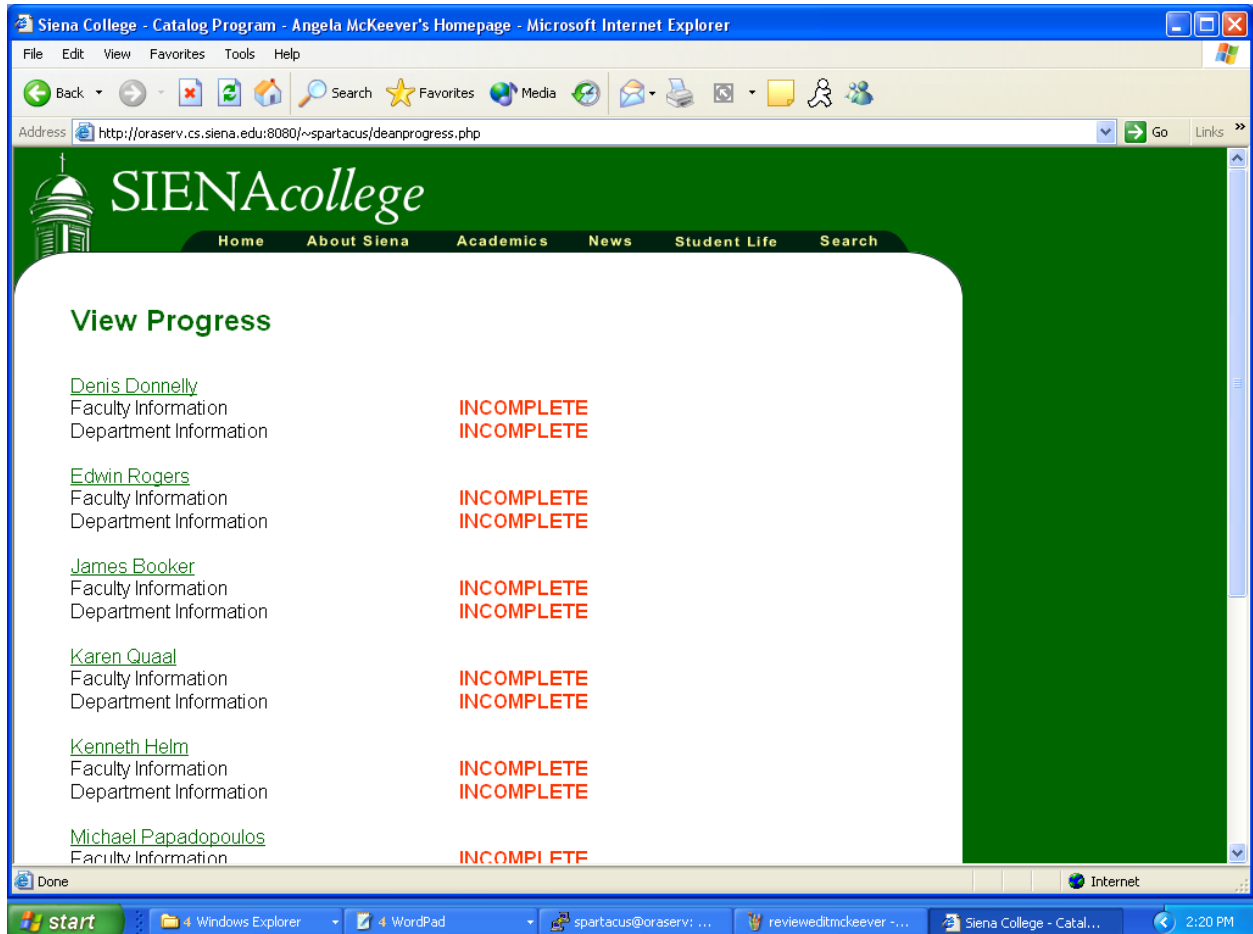 Siena College - Catalog Program - Angela McKeever's Homepage - Microsoft Internet Explorer
File Edit View Favorites Tools Help
Back Search Favorites Media
Address http://oraserv.cs.siena.edu:8080/~spartacus/deanprogress.php Go Links »
SIENAcollege
Home About Siena Academics News Student Life Search
View Progress
Denis Donnelly
Faculty Information INCOMPLETE
Department Information INCOMPLETE
Edwin Rogers
Faculty Information INCOMPLETE
Department Information INCOMPLETE
James Booker
Faculty Information INCOMPLETE
Department Information INCOMPLETE
Karen Quaal
Faculty Information INCOMPLETE
Department Information INCOMPLETE
Kenneth Helm
Faculty Information INCOMPLETE
Department Information INCOMPLETE
Michael Papadopoulos
Faculty Information INCOMPLETE
Done Internet
start 4 Windows Explorer 4 WordPad spartacus@oraserv: ... revieweditmckeever -... Siena College - Catal... 2:20 PM